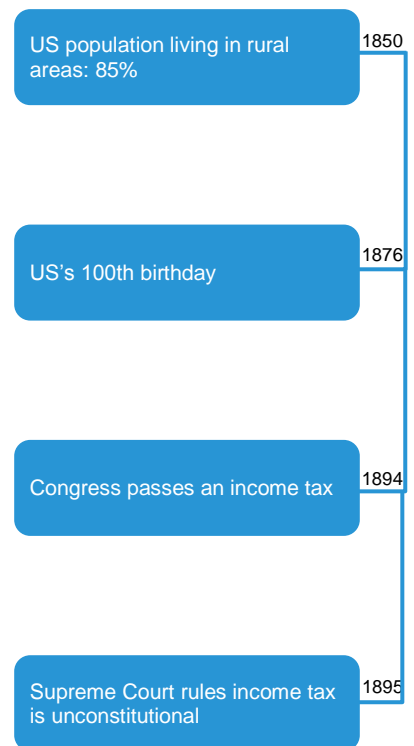 US population living in rural
areas: 85%
1850
US’s 100th birthday
1876
Congress passes an income tax
1894
Supreme Court rules income tax
is unconstitutional
1895